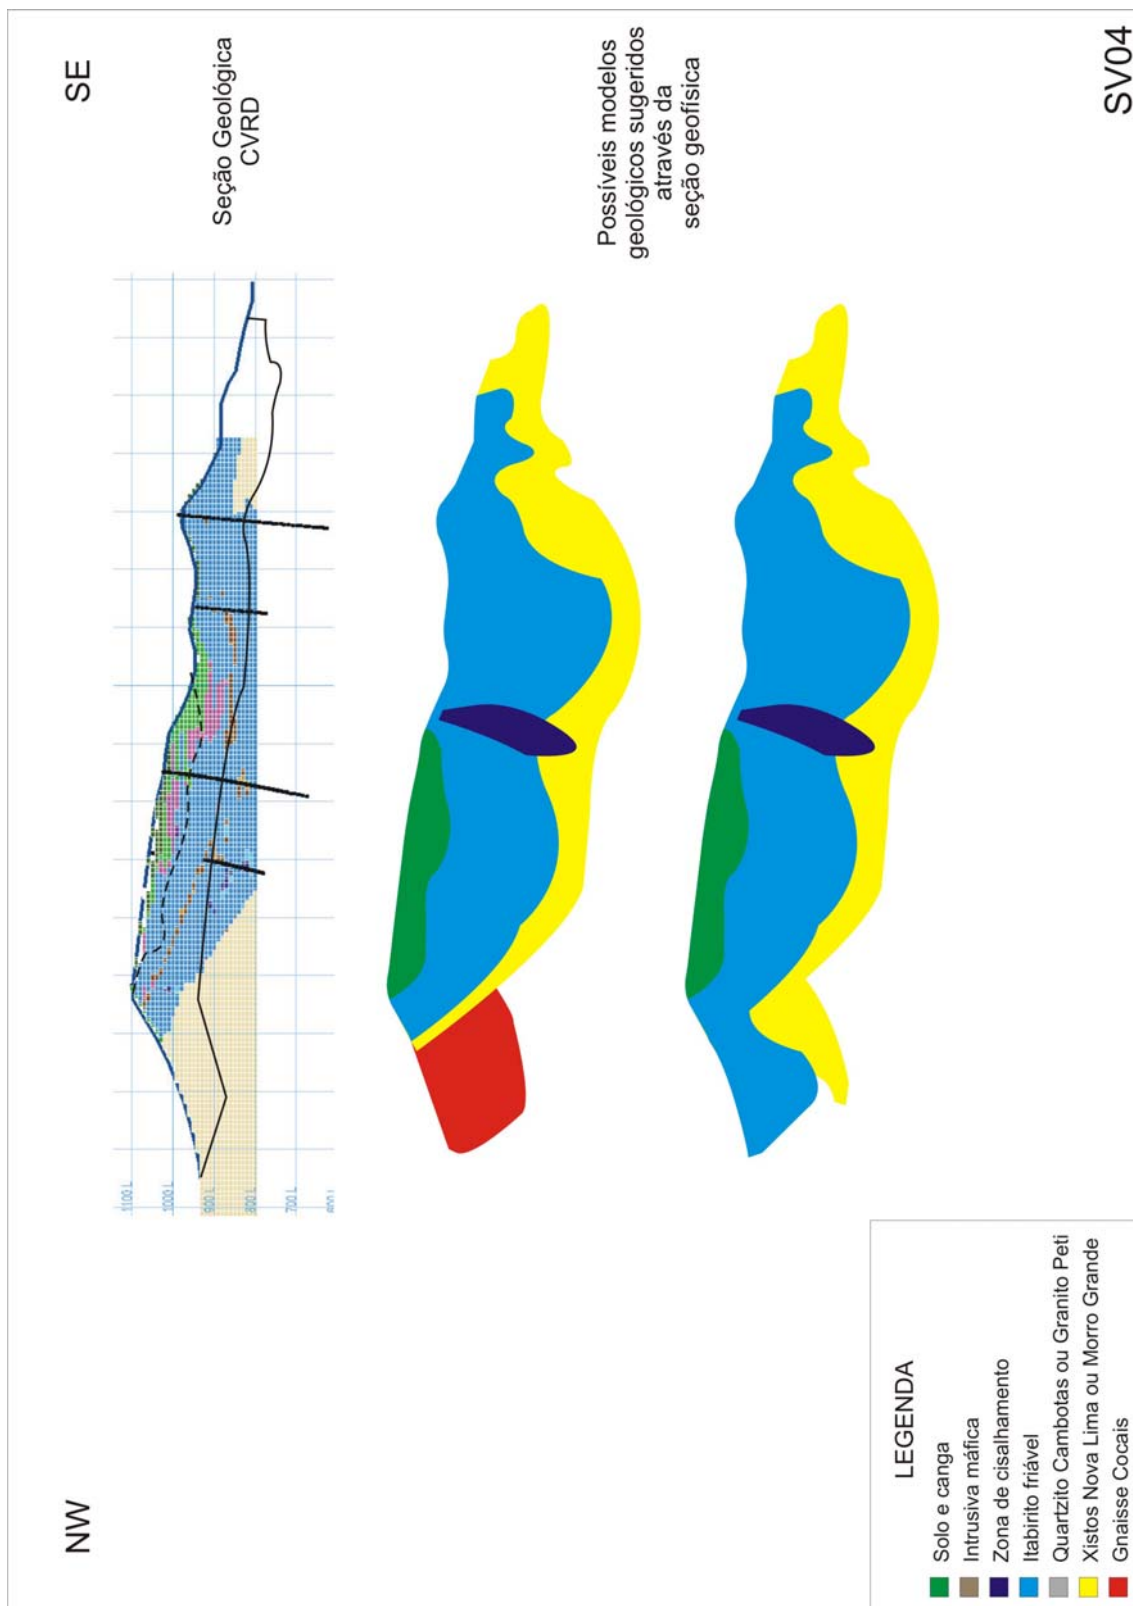 NW
SE
Seção Geológica
CVRD
1100 L
1000 L
900 L
800 L
700 L
600 L
Possíveis modelos
geológicos sugeridos
através da
seção geofísica
LEGENDA
Solo e canga
Intrusiva máfica
Zona de cisalhamento
Itabirito friável
Quartzito Cambotas ou Granito Peti
Xistos Nova Lima ou Morro Grande
Gnaisse Cocais
SV04